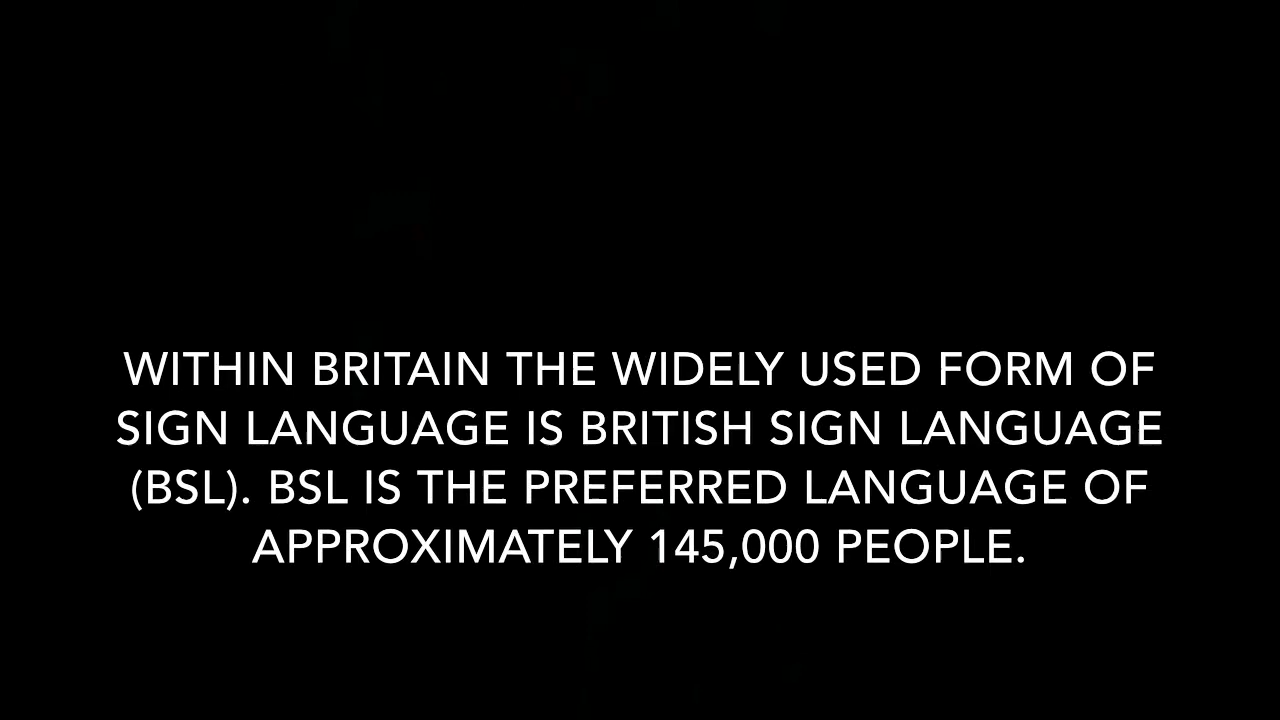 WITHIN BRITAIN THE WIDELY USED FORM OF
SIGN LANGUAGE IS BRITISH SIGN LANGUAGE
(BSL). BSL IS THE PREFERRED LANGUAGE OF
APPROXIMATELY 145,000 PEOPLE.